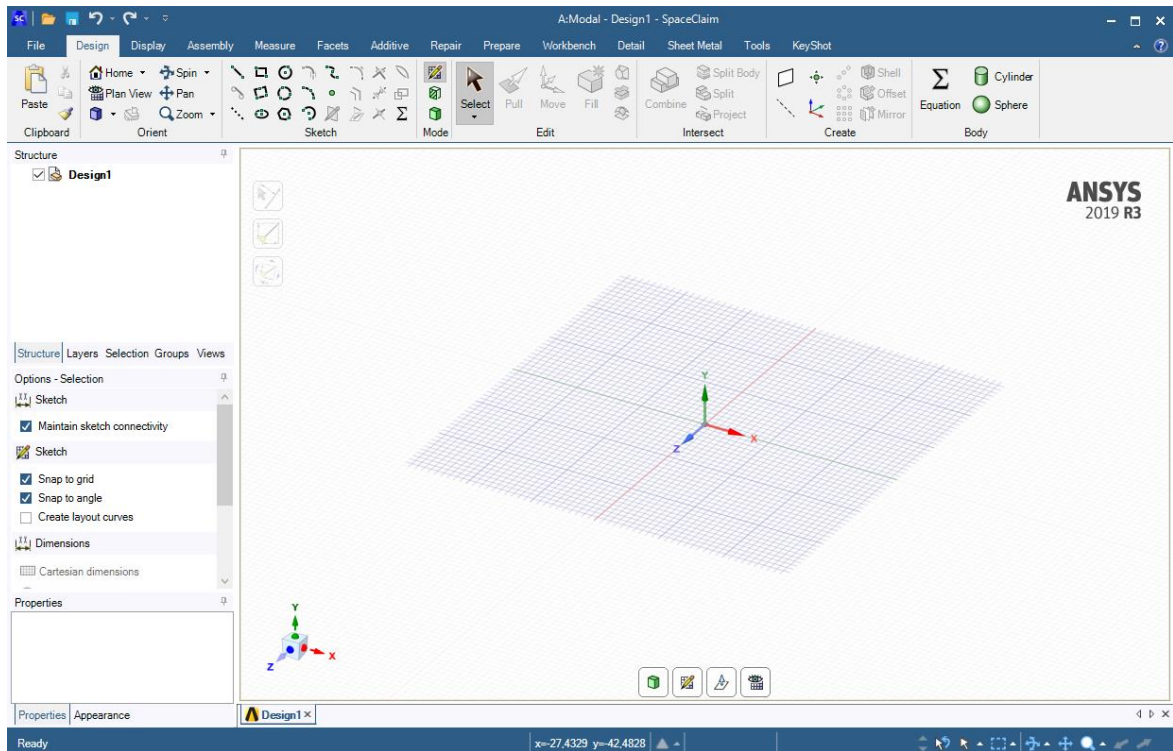 A:Modal - Design1 - SpaceClaim
File Design Display Assembly Measure Facets Additive Repair Prepare Workbench Detail Sheet Metal Tools KeyShot
Paste
Clipboard
Home Spin
Plan View Pan
Zoom
Orient
Sketch
Mode
Select Pull Move Fill
Edit
Combine
Split Body
Split
Project
Intersect
Shell
Offset
Mirror
Create
Equation
Cylinder
Sphere
Body
Structure
Design1
Structure Layers Selection Groups Views
Options - Selection
Sketch
Maintain sketch connectivity
Sketch
Snap to grid
Snap to angle
Create layout curves
Dimensions
Cartesian dimensions
Properties
Properties Appearance
SC
ANSYS
2019 R3
Y
X
Z
Y
X
Z
Design1
Ready
x=-27,4329 y=-42,4828